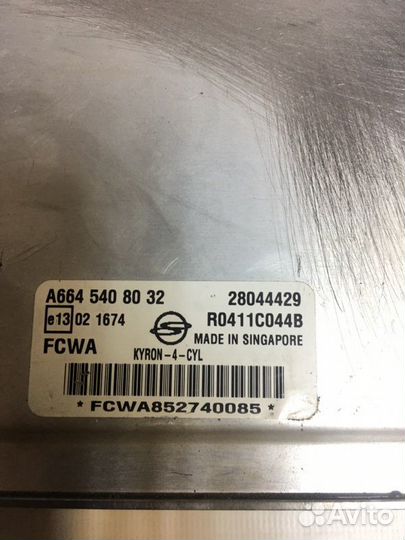 A664 540 80 32 28044429
e13 02 1674 R0411C044B
FCWA MADE IN SINGAPORE
KYRON-4-CYL
* FCWA852740085 *
Avito